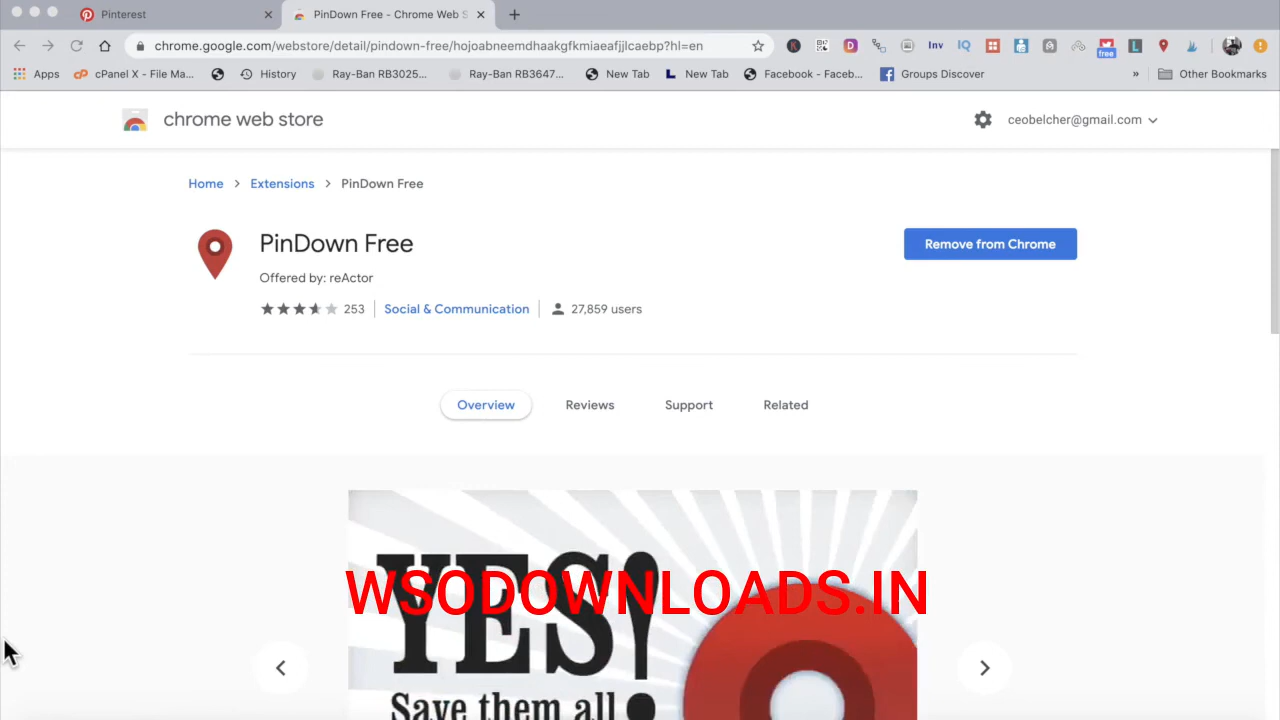 Pinterest
PinDown Free - Chrome Web S
chrome.google.com/webstore/detail/pindown-free/hojoabneemdhaakgfkmiaeafjjlcaebp?hl=en
Inv
IQ
free
Apps
cPanel X - File Ma...
History
Ray-Ban RB3025...
Ray-Ban RB3647...
New Tab
New Tab
Facebook - Faceb...
Groups Discover
»
Other Bookmarks
chrome web store
ceobelcher@gmail.com
Home > Extensions > PinDown Free
PinDown Free
Remove from Chrome
Offered by: reActor
253
Social & Communication
27,859 users
Overview
Reviews
Support
Related
YES!
WSODOWNLOADS.IN
Save them all!